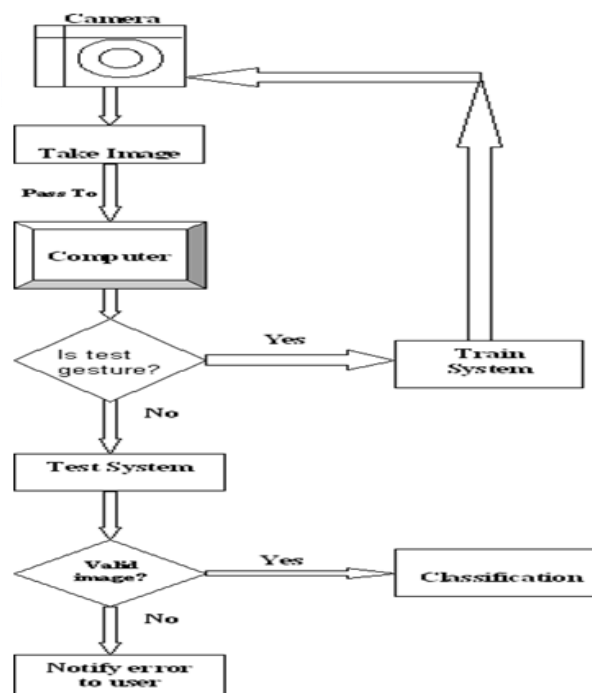 Camera
Take Image
Pass To
Computer
Is test
gesture?
Yes
Train
System
No
Test System
Valid
image?
Yes
Classification
No
Notify error
to user